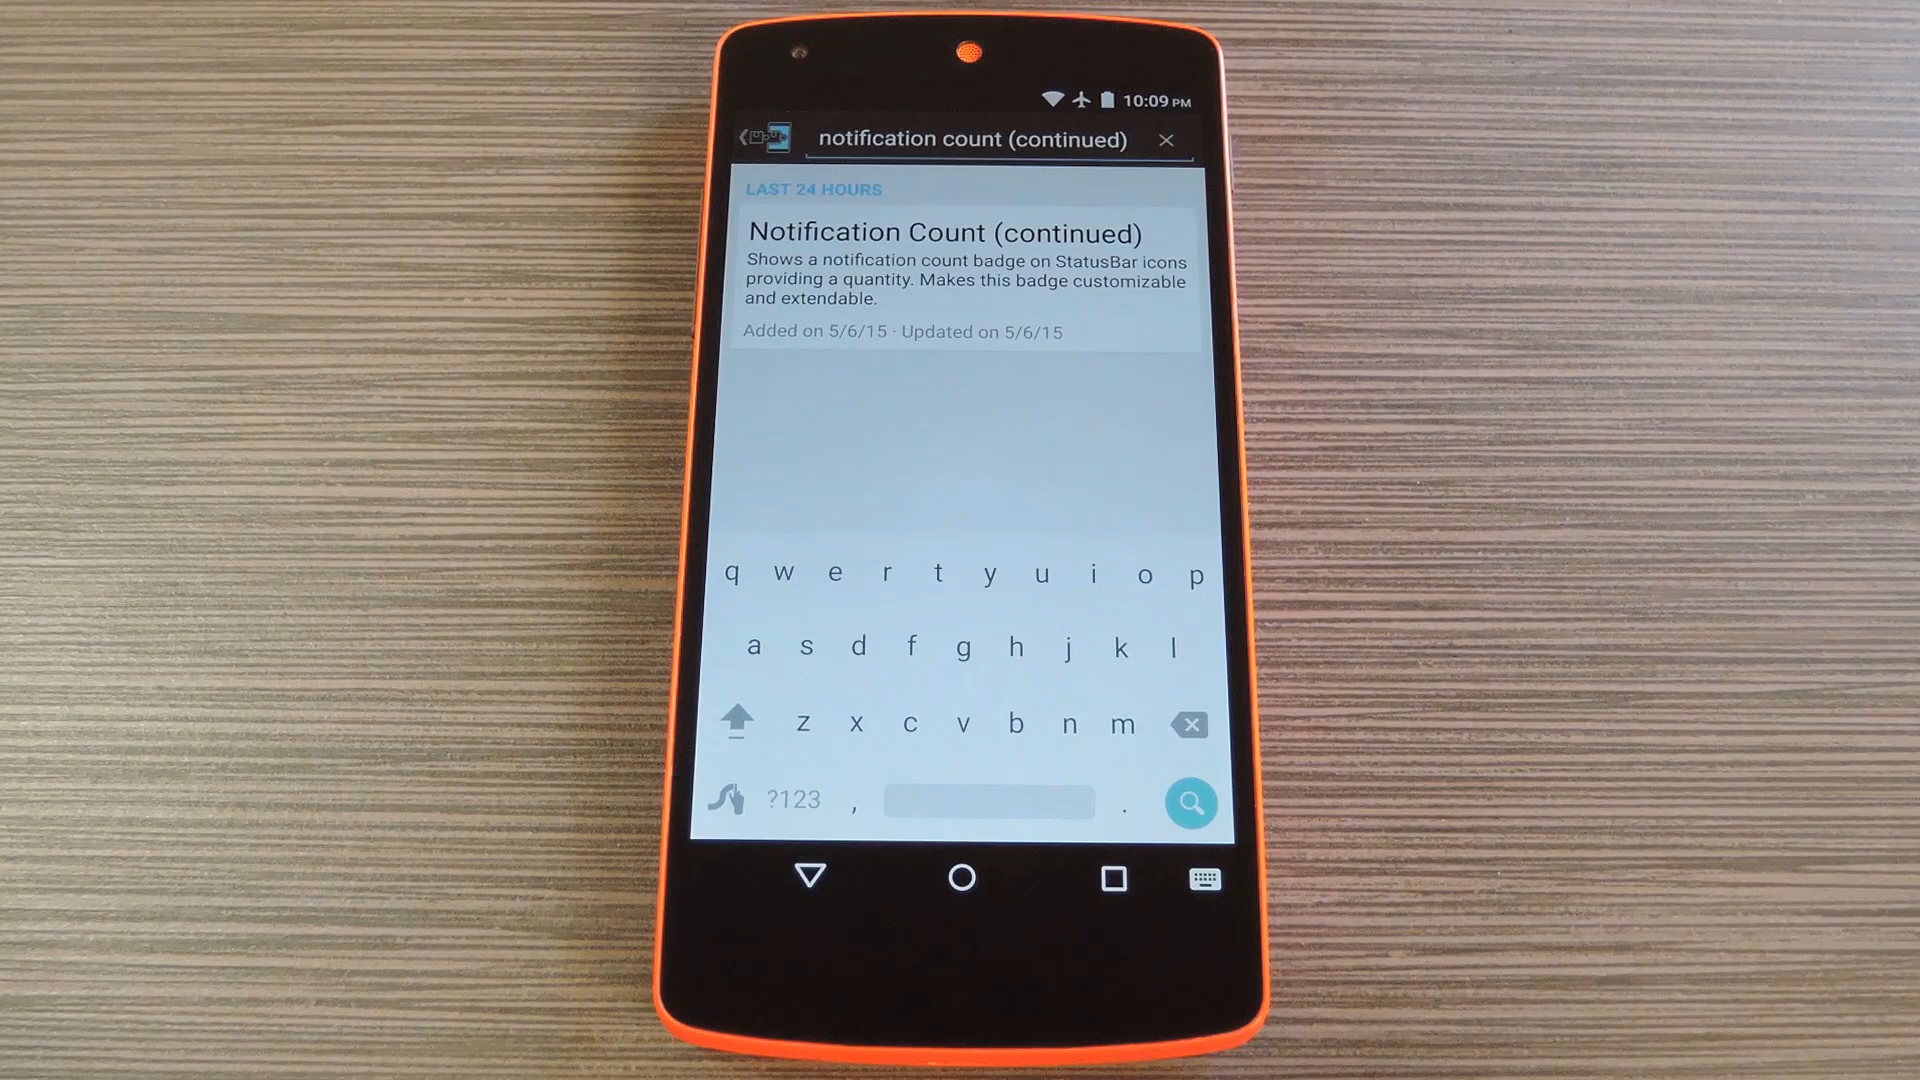 10:09 PM
notification count (continued)
LAST 24 HOURS
Notification Count (continued)
Shows a notification count badge on StatusBar icons
providing a quantity. Makes this badge customizable
and extendable.
Added on 5/6/15 · Updated on 5/6/15
q w e r t y u i o p
a s d f g h j k l
z x c v b n m
?123 , .